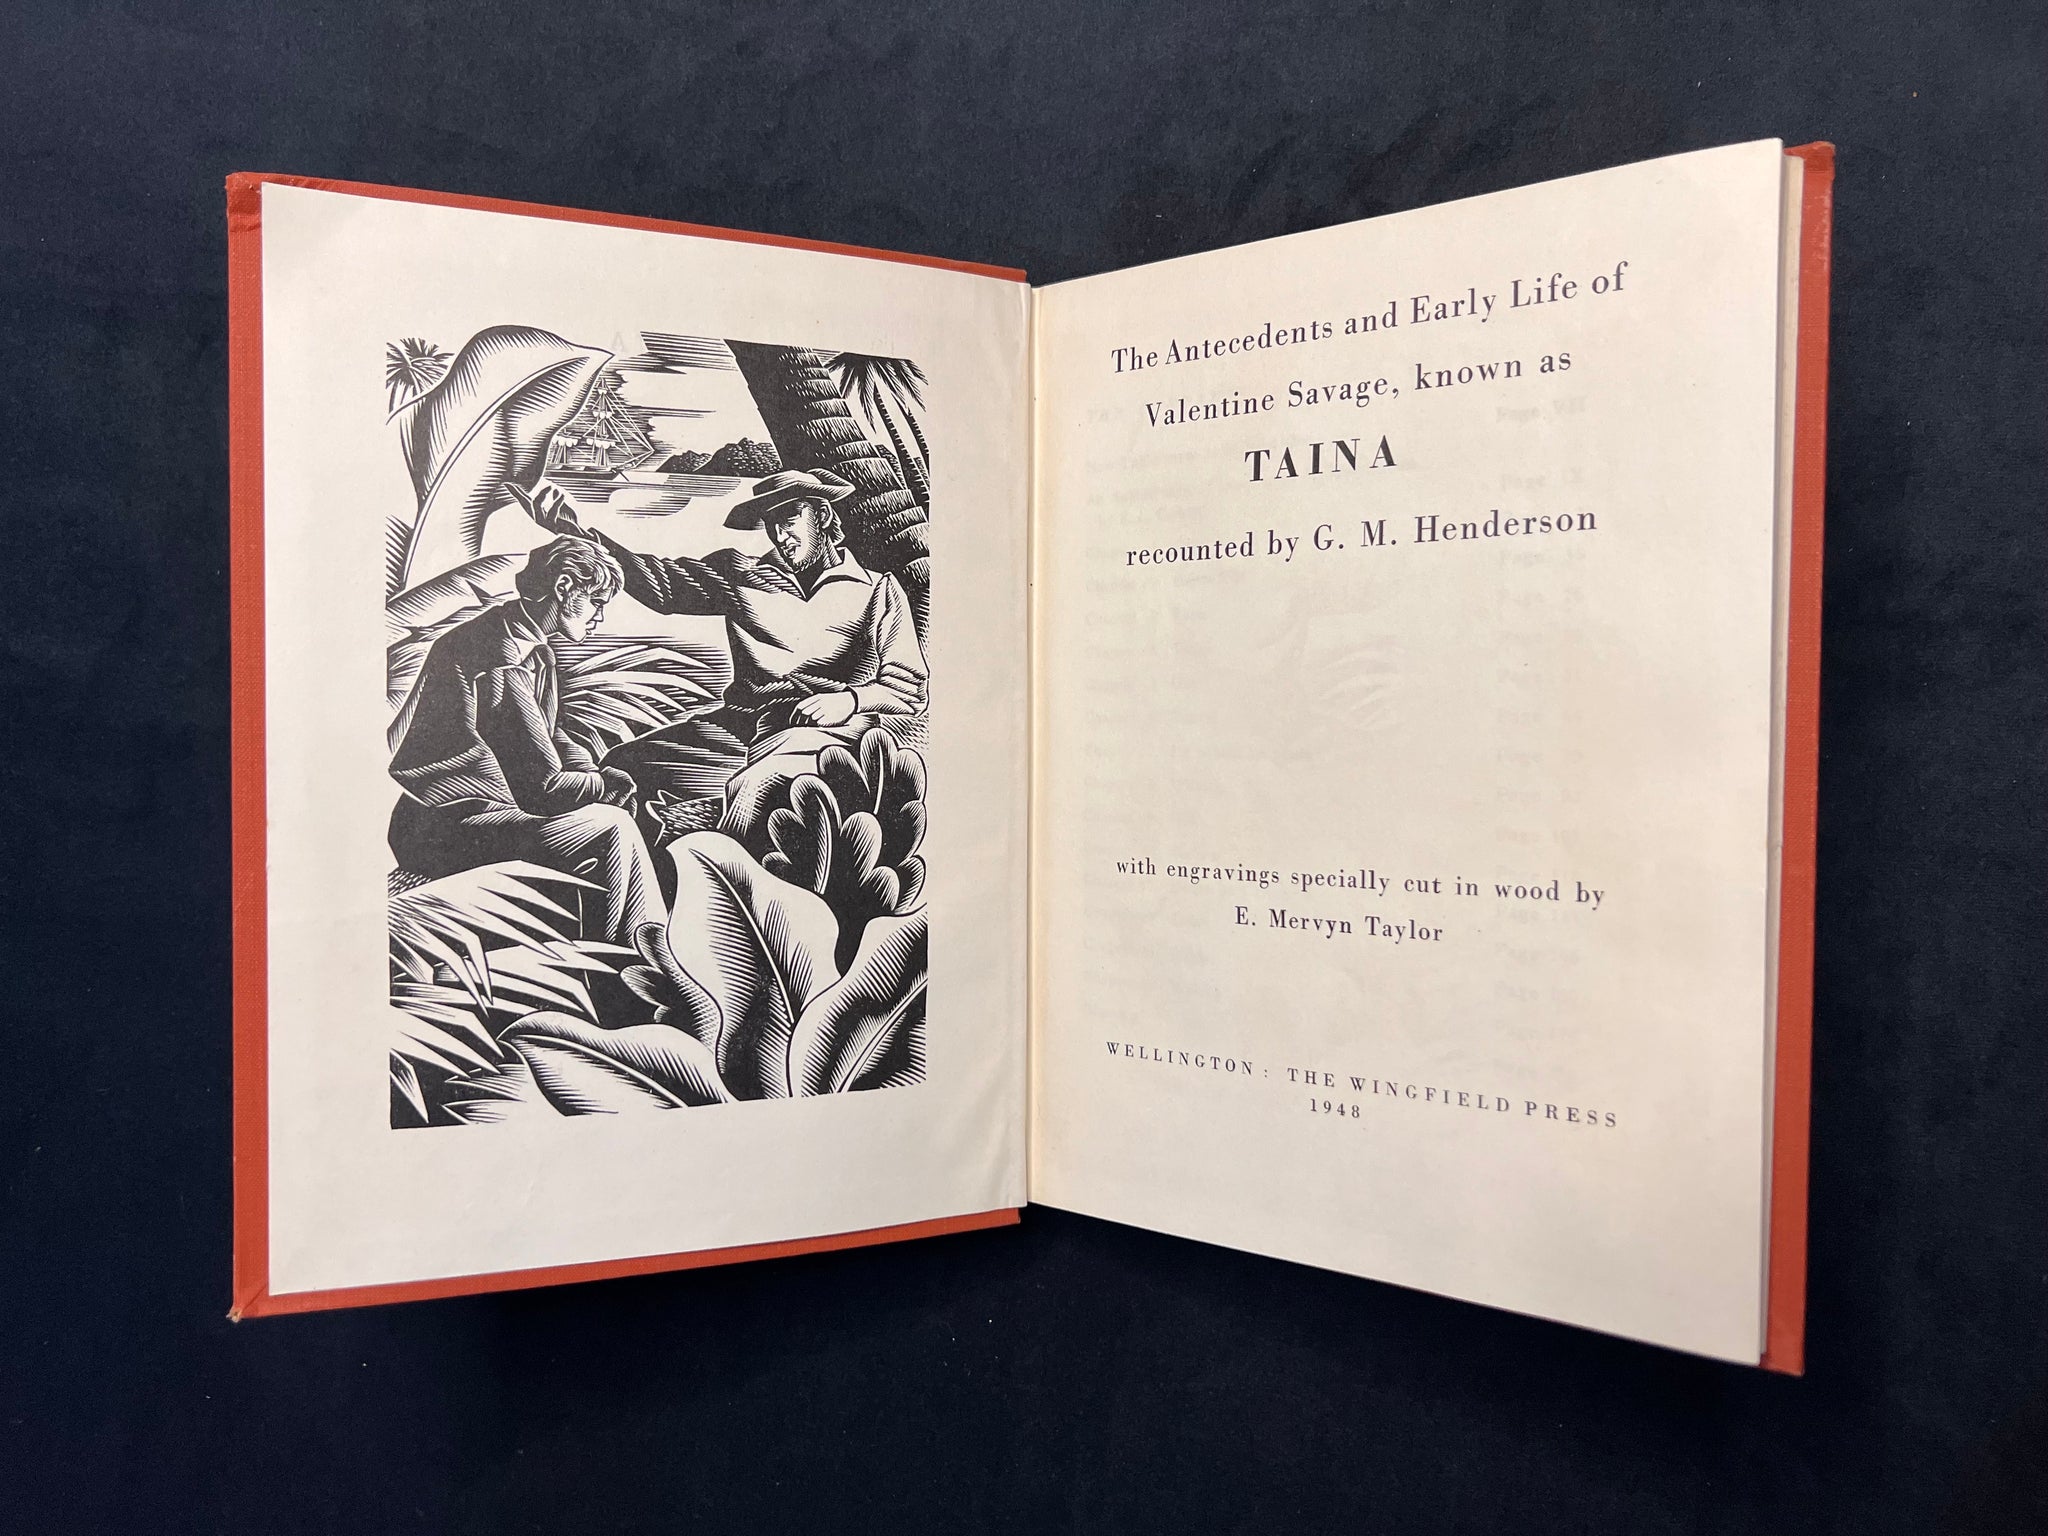 The Antecedents and Early Life of
Valentine Savage, known as
TAINA
recounted by G. M. Henderson
with engravings specially cut in wood by
E. Mervyn Taylor
WELLINGTON : THE WINGFIELD PRESS
1948